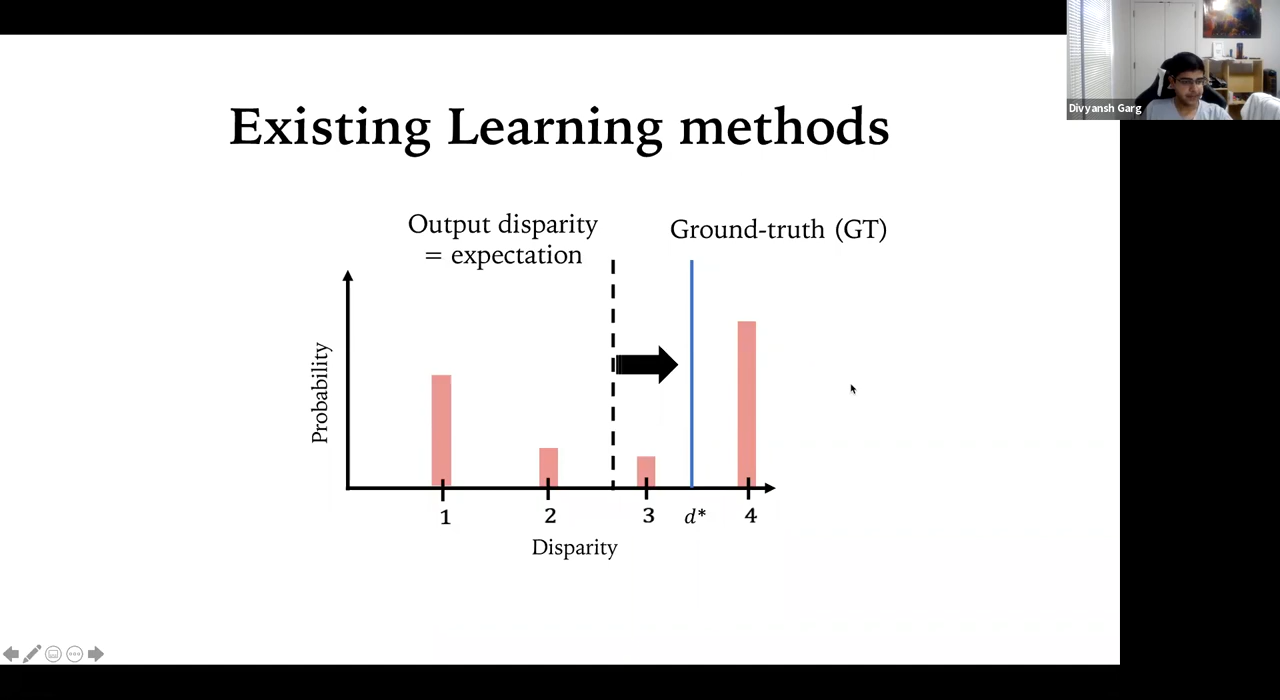 Existing Learning methods
Divyansh Garg
Output disparity
= expectation
Ground-truth (GT)
Probability
1
2
3
d*
4
Disparity